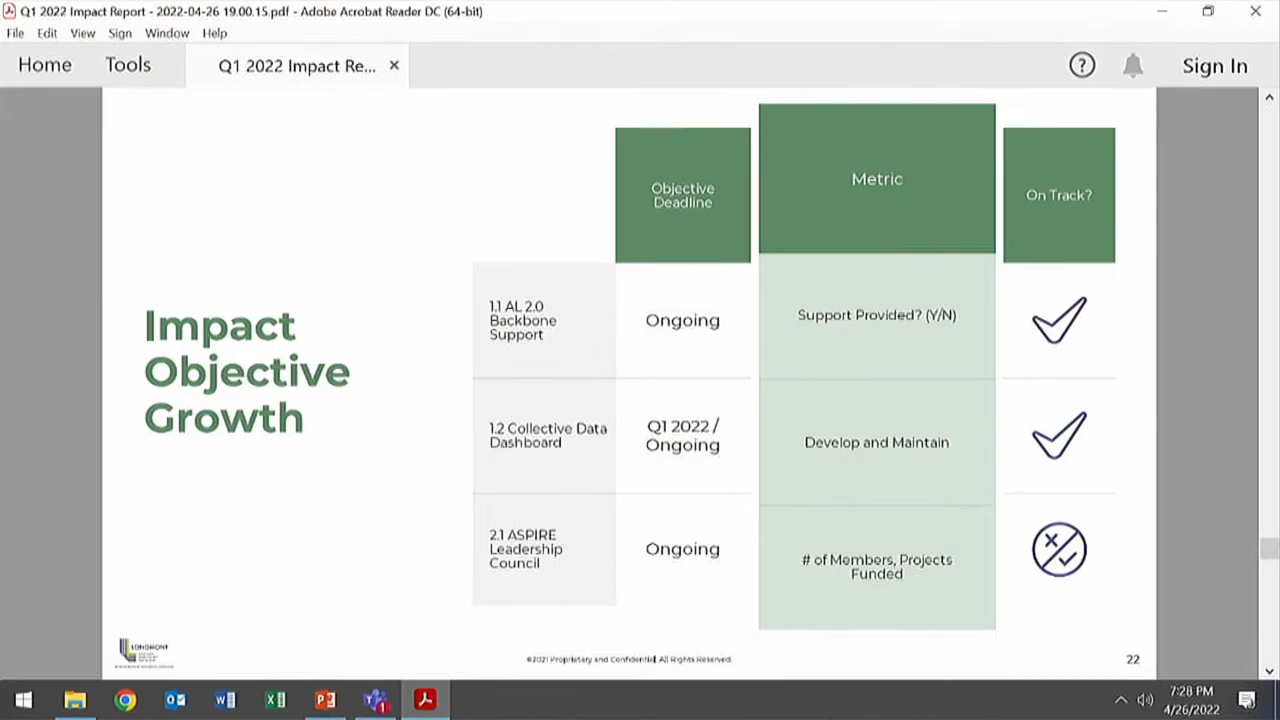 Q1 2022 Impact Report - 2022-04-26 19.00.15.pdf - Adobe Acrobat Reader DC (64-bit)
File Edit View Sign Window Help
Home Tools Q1 2022 Impact Re... Sign In
Objective
Deadline
Metric
On Track?
Impact
Objective
Growth
1.1 AL 2.0
Backbone
Support
Ongoing
Support Provided? (Y/N)
1.2 Collective Data
Dashboard
Q1 2022 /
Ongoing
Develop and Maintain
2.1 ASPIRE
Leadership
Council
Ongoing
# of Members, Projects
Funded
LONGMONT
©2021 Proprietary and Confidential. All Rights Reserved.
22
7:28 PM
4/26/2022